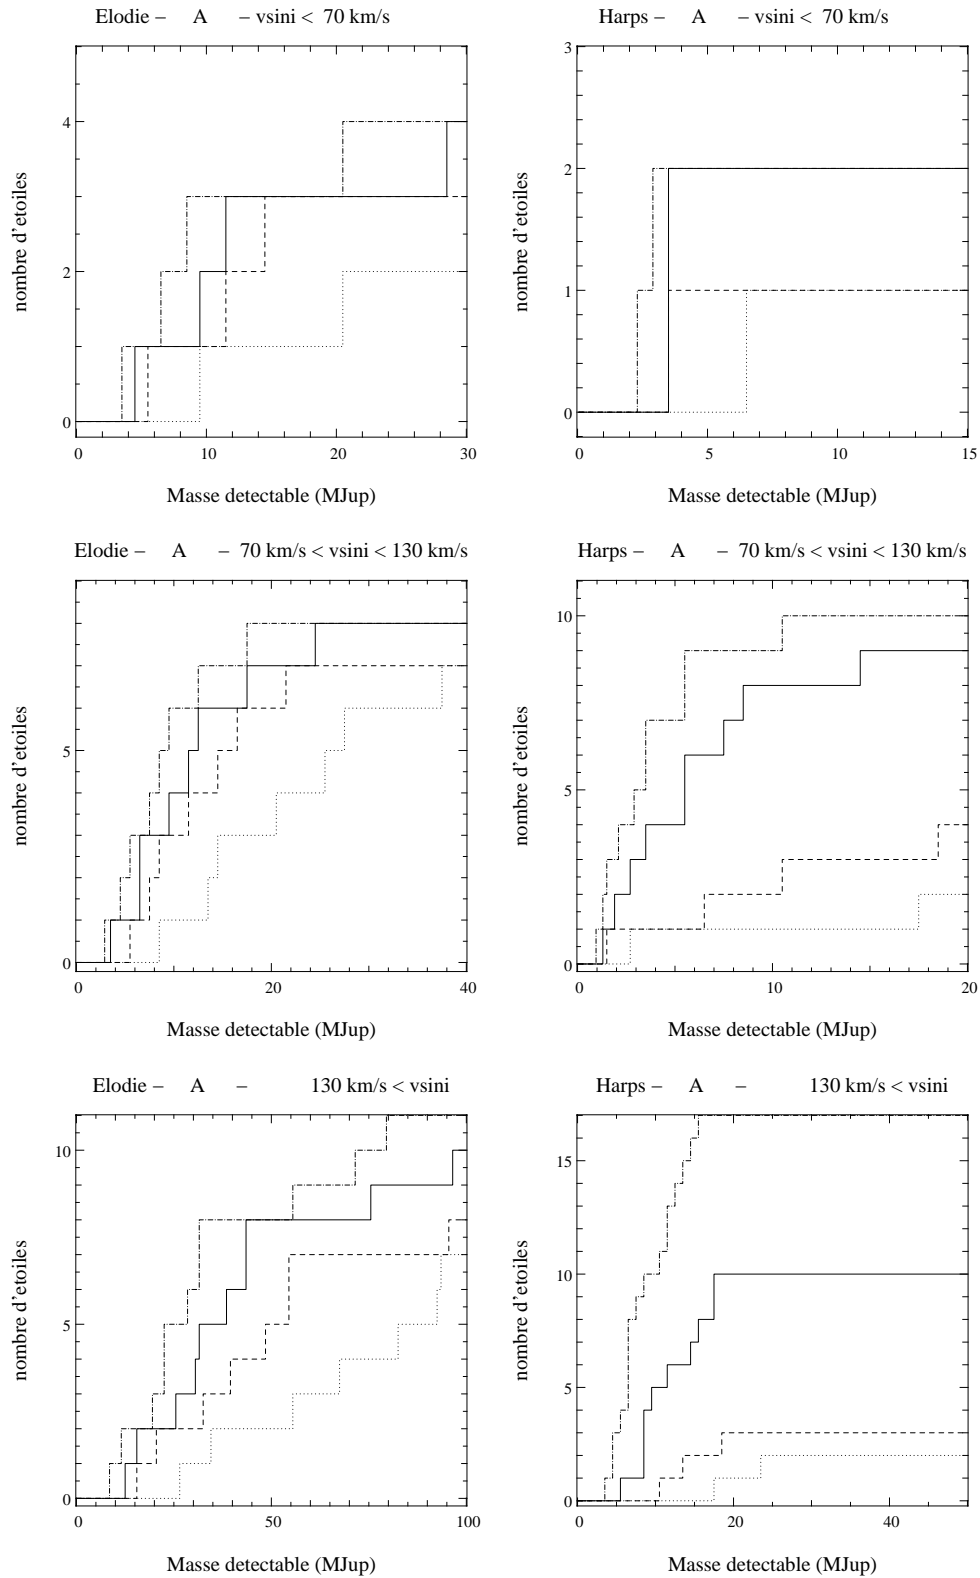 Elodie – A – vsini < 70 km/s
4
2
0
nombre d'etoiles
0 10 20 30
Masse detectable (MJup)
Harps – A – vsini < 70 km/s
3
2
1
0
nombre d'etoiles
0 5 10 15
Masse detectable (MJup)
Elodie – A – 70 km/s < vsini < 130 km/s
5
0
nombre d'etoiles
0 20 40
Masse detectable (MJup)
Harps – A – 70 km/s < vsini < 130 km/s
10
5
0
nombre d'etoiles
0 10 20
Masse detectable (MJup)
Elodie – A – 130 km/s < vsini
10
5
0
nombre d'etoiles
0 50 100
Masse detectable (MJup)
Harps – A – 130 km/s < vsini
15
10
5
0
nombre d'etoiles
0 20 40
Masse detectable (MJup)